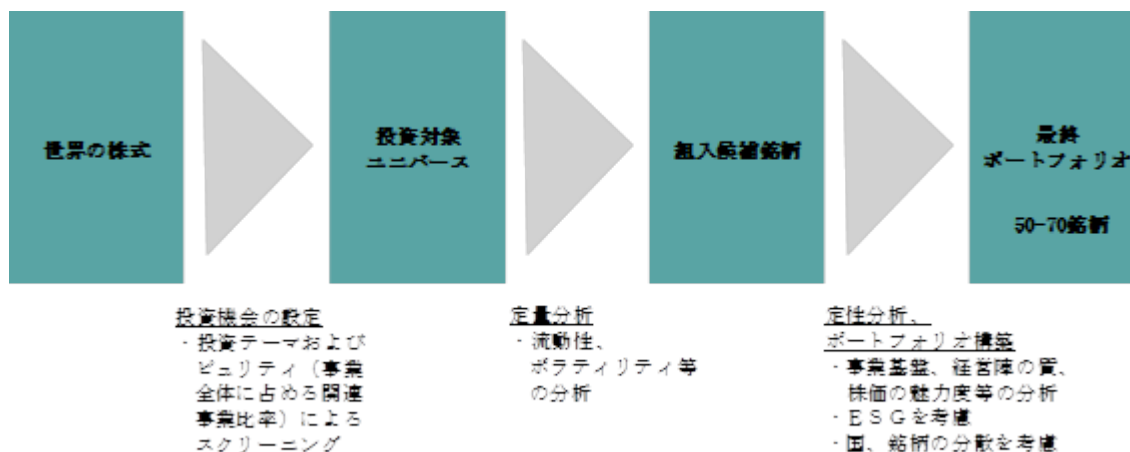 世界の株式
投資対象
ユニバース
組入候補銘柄
最終
ポートフォリオ
50-70銘柄
投資機会の設定
・投資テーマおよび
ピュリティ（事業
全体に占める関連
事業比率）による
スクリーニング
定量分析
・流動性、
ボラティリティ等
の分析
定性分析、
ポートフォリオ構築
・事業基盤、経営陣の質、
株価の魅力度等の分析
・ＥＳＧを考慮
・国、銘柄の分散を考慮